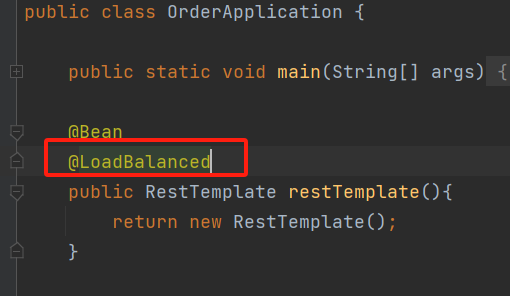 public class OrderApplication {
public static void main(String[] args) {
@Bean
@LoadBalanced
public RestTemplate restTemplate(){
return new RestTemplate();
}